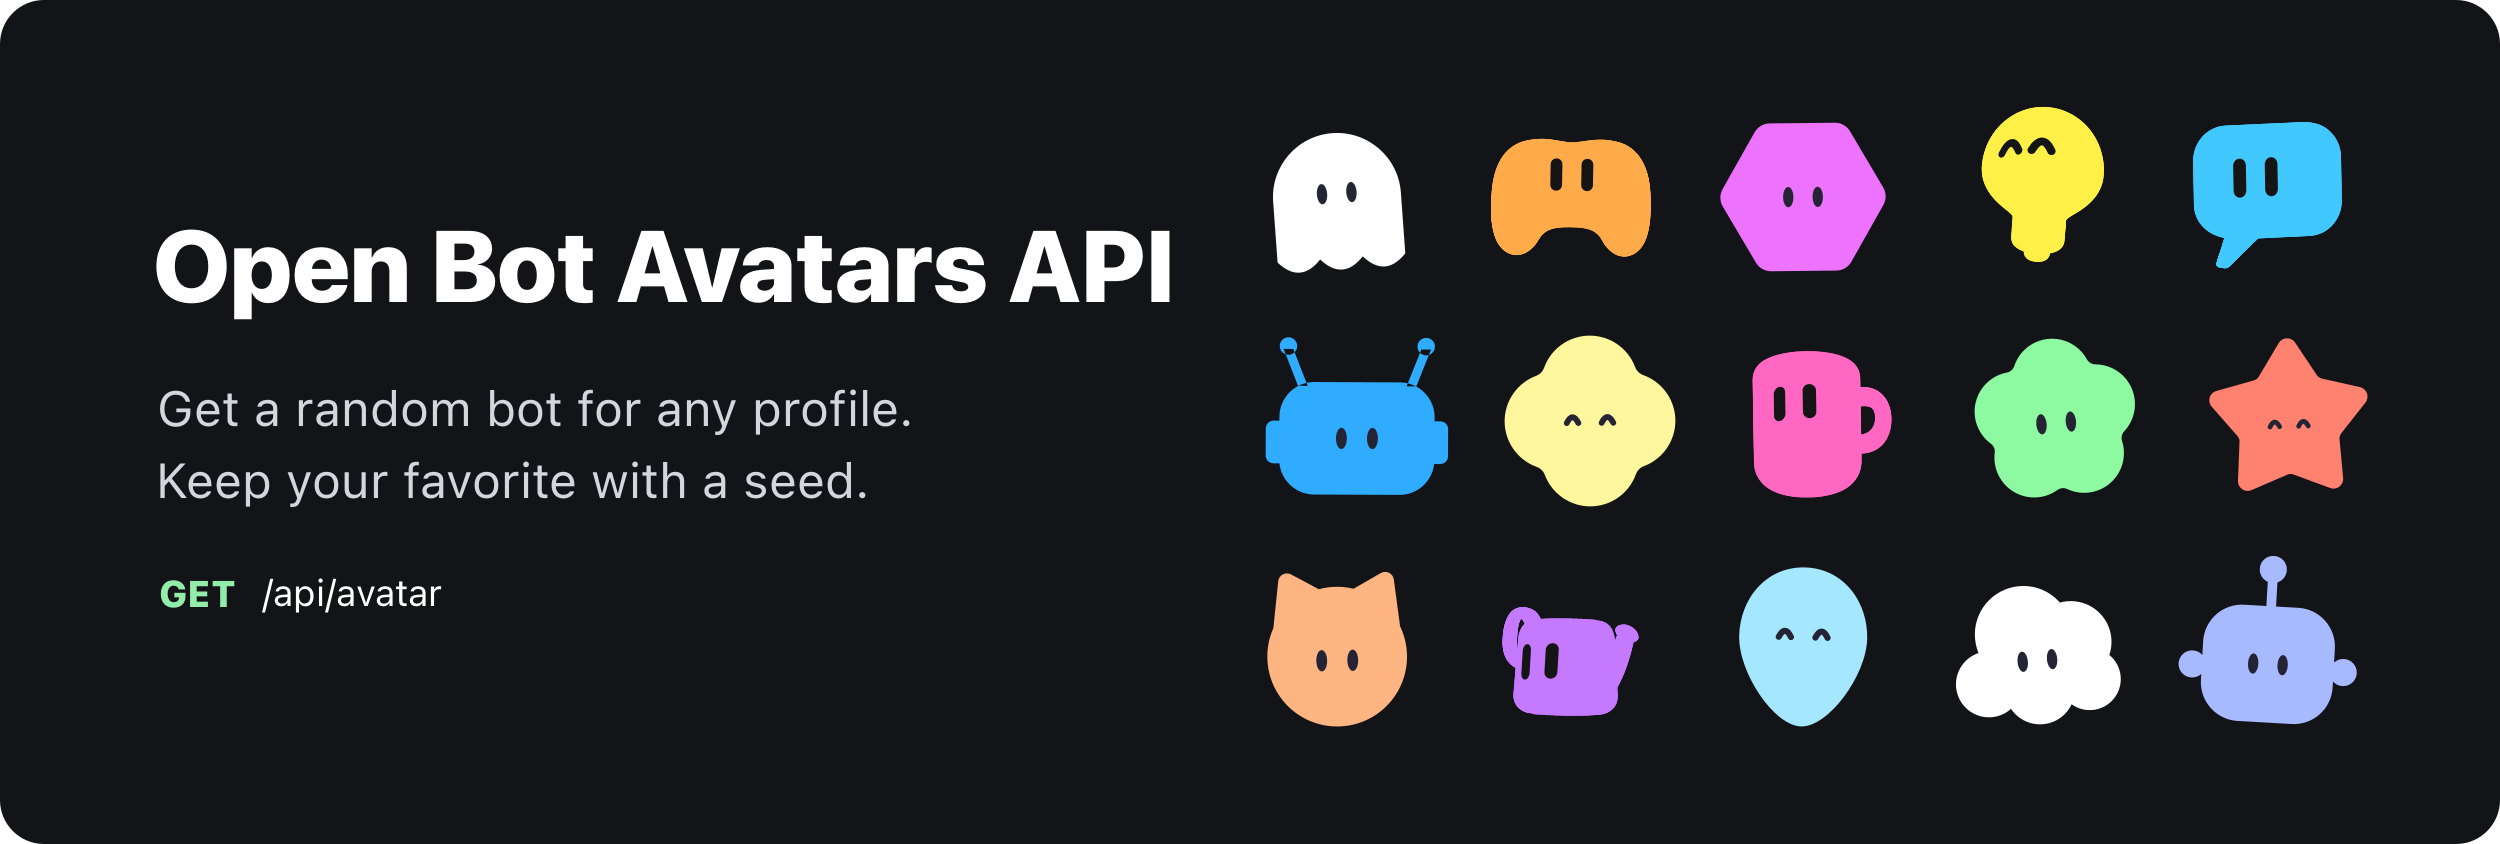 Open Bot Avatars API
Get a random bot for any profile.
Keep your favorite with a seed.
GET /api/avatar